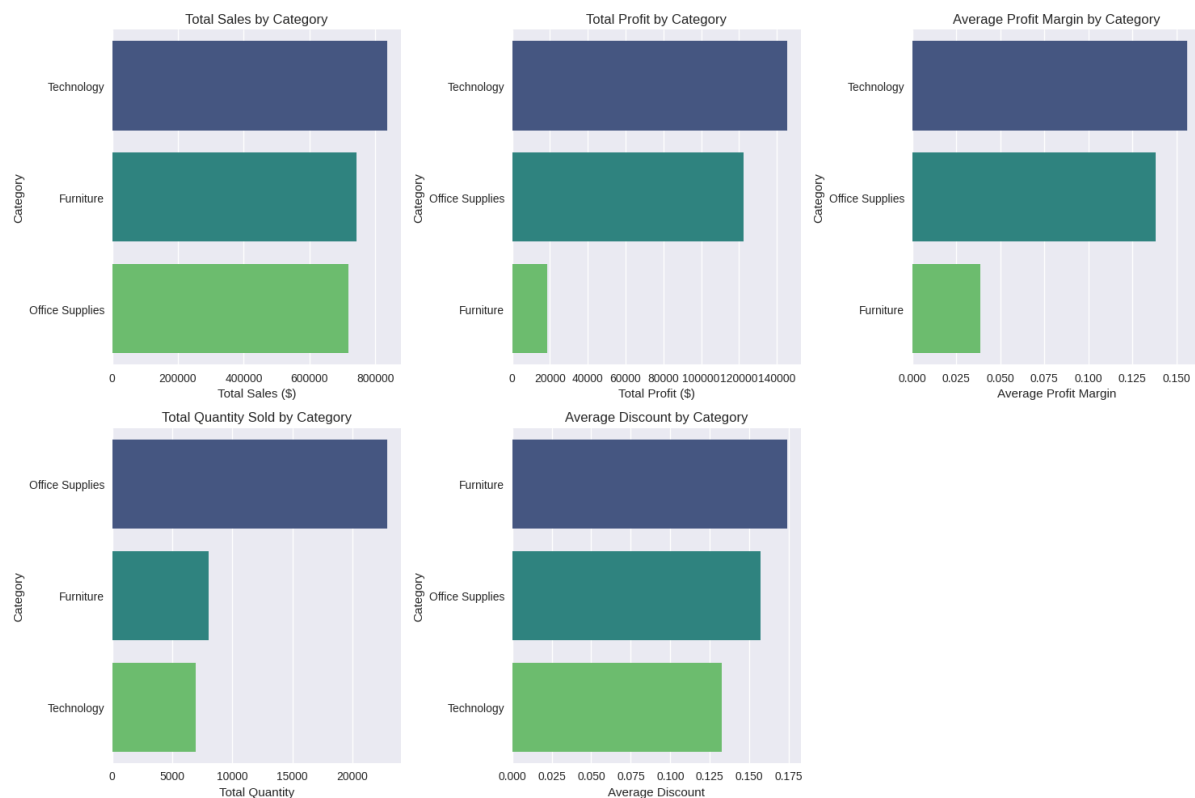 Total Sales by Category
Category
Technology
Furniture
Office Supplies
0 200000 400000 600000 800000
Total Sales ($)
Total Profit by Category
Category
Technology
Office Supplies
Furniture
0 20000 40000 60000 80000 100000 120000 140000
Total Profit ($)
Average Profit Margin by Category
Category
Technology
Office Supplies
Furniture
0.000 0.025 0.050 0.075 0.100 0.125 0.150
Average Profit Margin
Total Quantity Sold by Category
Category
Office Supplies
Furniture
Technology
0 5000 10000 15000 20000
Total Quantity
Average Discount by Category
Category
Furniture
Office Supplies
Technology
0.000 0.025 0.050 0.075 0.100 0.125 0.150 0.175
Average Discount